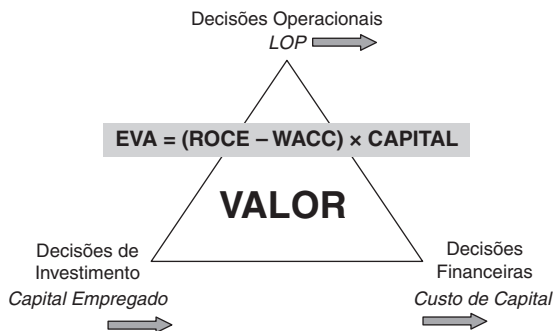 Decisões Operacionais
LOP
EVA = (ROCE – WACC) × CAPITAL
VALOR
Decisões de
Investimento
Capital Empregado
Decisões
Financeiras
Custo de Capital